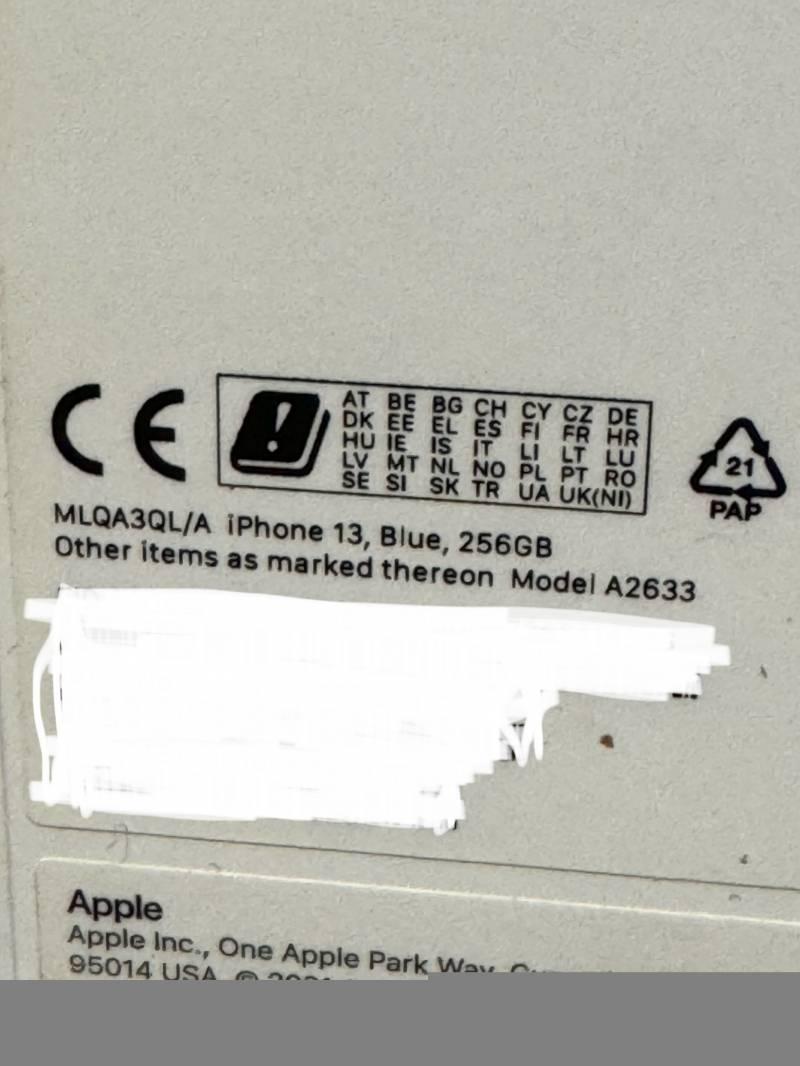 CE
AT BE BG CH CY CZ DE
DK EE EL ES FI FR HR
HU IE IS IT LI LT LU
LV MT NL NO PL PT RO
SE SI SK TR UA UK(NI)
21
PAP
MLQA3QL/A iPhone 13, Blue, 256GB
Other items as marked thereon Model A2633
Apple
Apple Inc., One Apple Park Way,
95014 USA ©